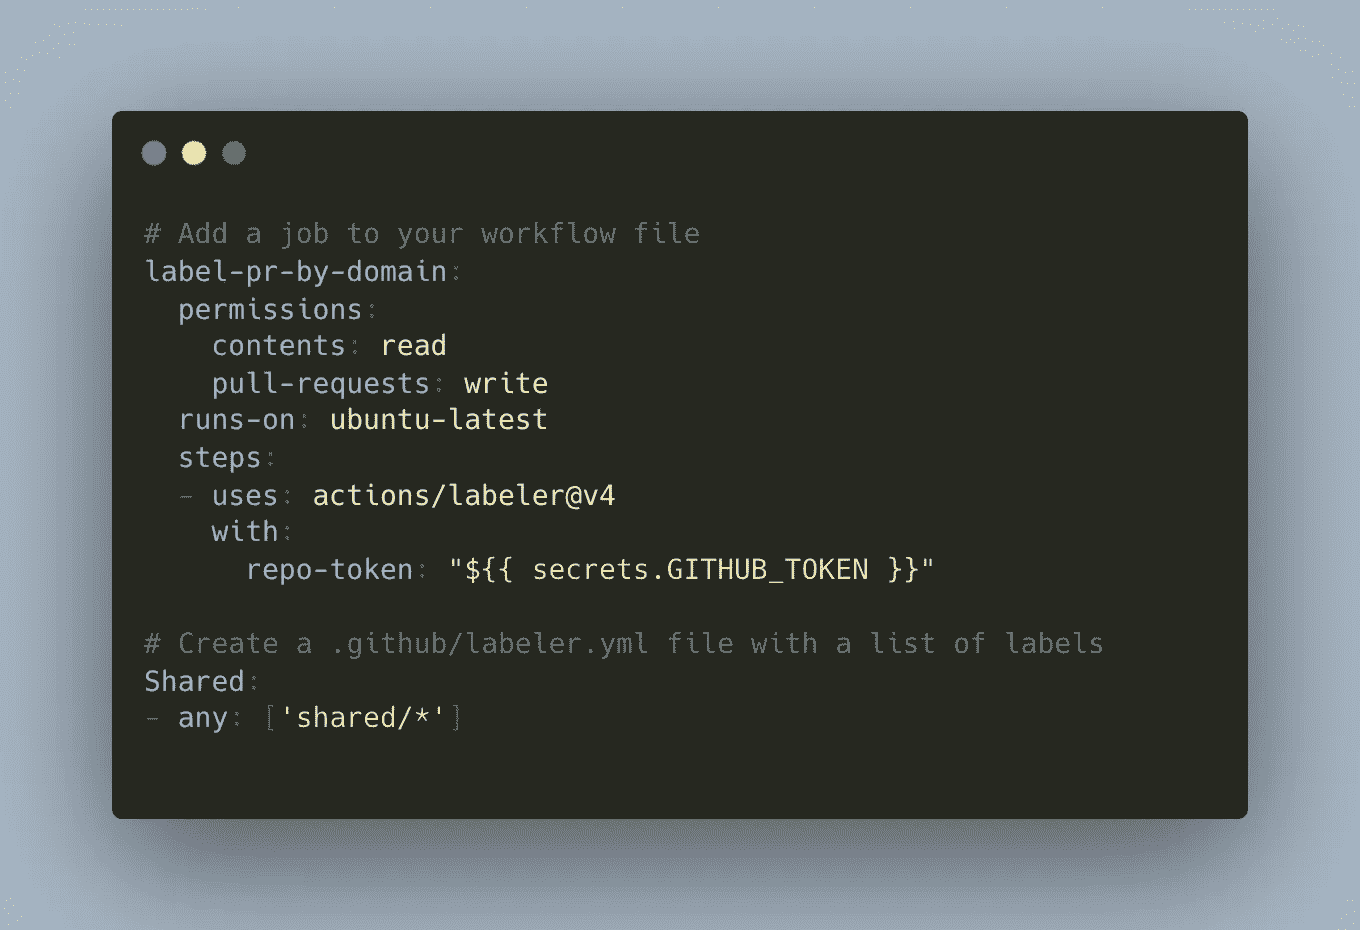 # Add a job to your workflow file
label-pr-by-domain:
  permissions:
    contents: read
    pull-requests: write
  runs-on: ubuntu-latest
  steps:
  - uses: actions/labeler@v4
    with:
      repo-token: "${{ secrets.GITHUB_TOKEN }}"

# Create a .github/labeler.yml file with a list of labels
Shared:
- any: ['shared/*']